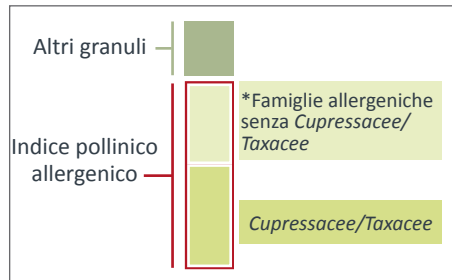 Altri granuli
*Famiglie allergeniche
senza Cupressacee/
Taxacee
Indice pollinico
allergenico
Cupressacee/Taxacee